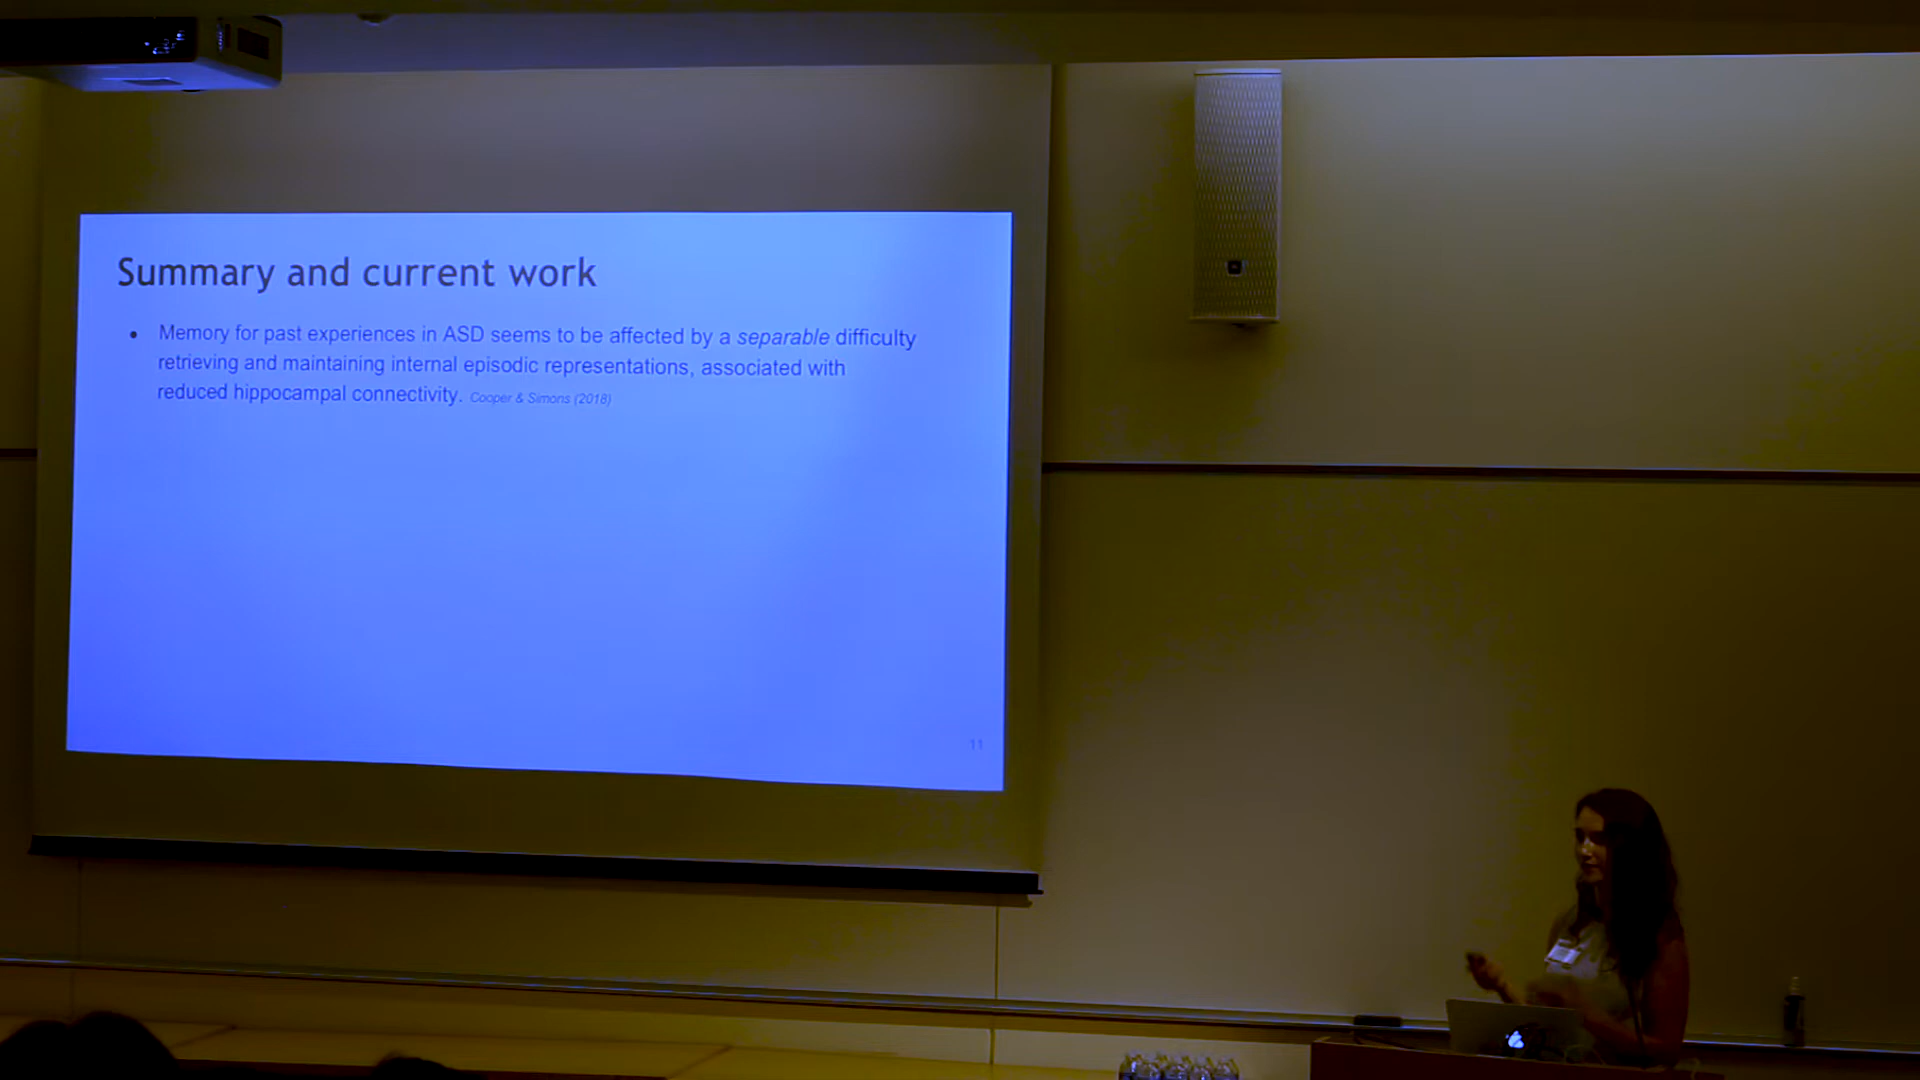 Summary and current work
• Memory for past experiences in ASD seems to be affected by a separable difficulty
retrieving and maintaining internal episodic representations, associated with
reduced hippocampal connectivity. Cooper & Simons (2018)
11